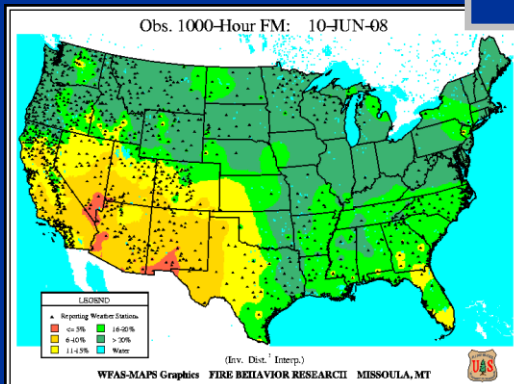 Obs. 1000-Hour FM: 10-JUN-08
LEGEND
Reporting Weather Stations
<= 5% 16-20%
6-10% > 20%
11-15% Water
(Inv. Dist.² Interp.)
WFAS-MAPS Graphics FIRE BEHAVIOR RESEARCH MISSOULA, MT
U S